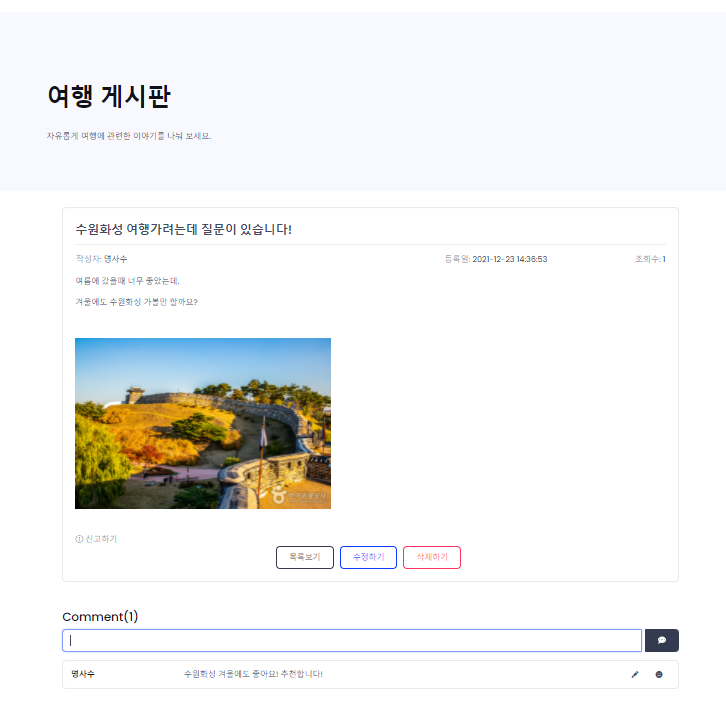 여행 게시판
자유롭게 여행에 관련한 이야기를 나눠 보세요.
수원화성 여행가려는데 질문이 있습니다!
작성자: 명사수 등록일: 2021-12-23 14:36:53 조회수: 1
여름에 갔을때 너무 좋았는데,
겨울에도 수원화성 가볼만 할까요?
한국관광공사
신고하기
목록보기 수정하기 삭제하기
Comment(1)
명사수 수원화성 겨울에도 좋아요! 추천합니다!